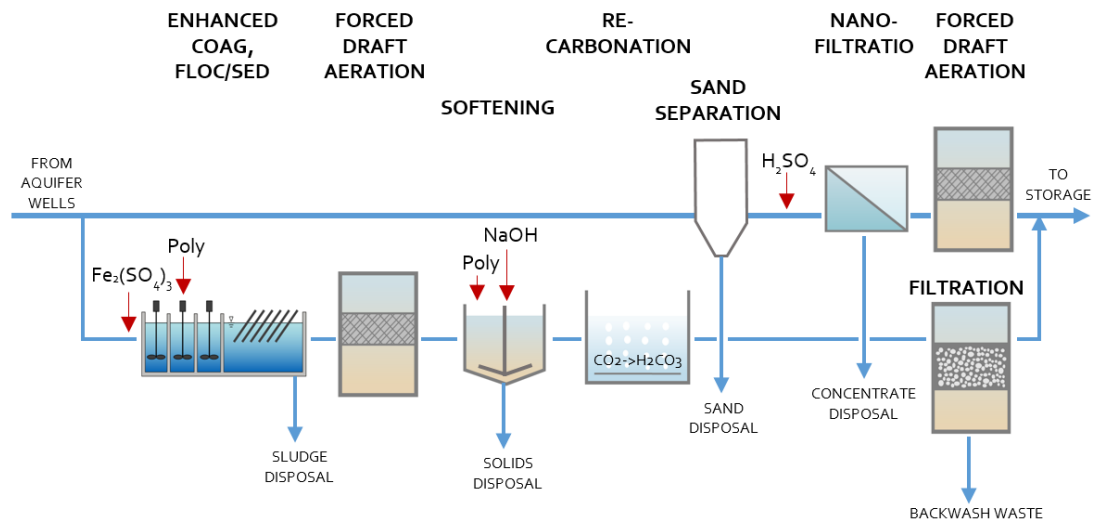 ENHANCED
COAG,
FLOC/SED
FORCED
DRAFT
AERATION
RE-
CARBONATION
NANO-
FILTRATIO
FORCED
DRAFT
AERATION
SOFTENING
SAND
SEPARATION
FROM
AQUIFER
WELLS
H₂SO₄
TO
STORAGE
Poly
Fe₂(SO₄)₃
NaOH
Poly
FILTRATION
CO2->H2CO3
SLUDGE
DISPOSAL
SOLIDS
DISPOSAL
SAND
DISPOSAL
CONCENTRATE
DISPOSAL
BACKWASH WASTE